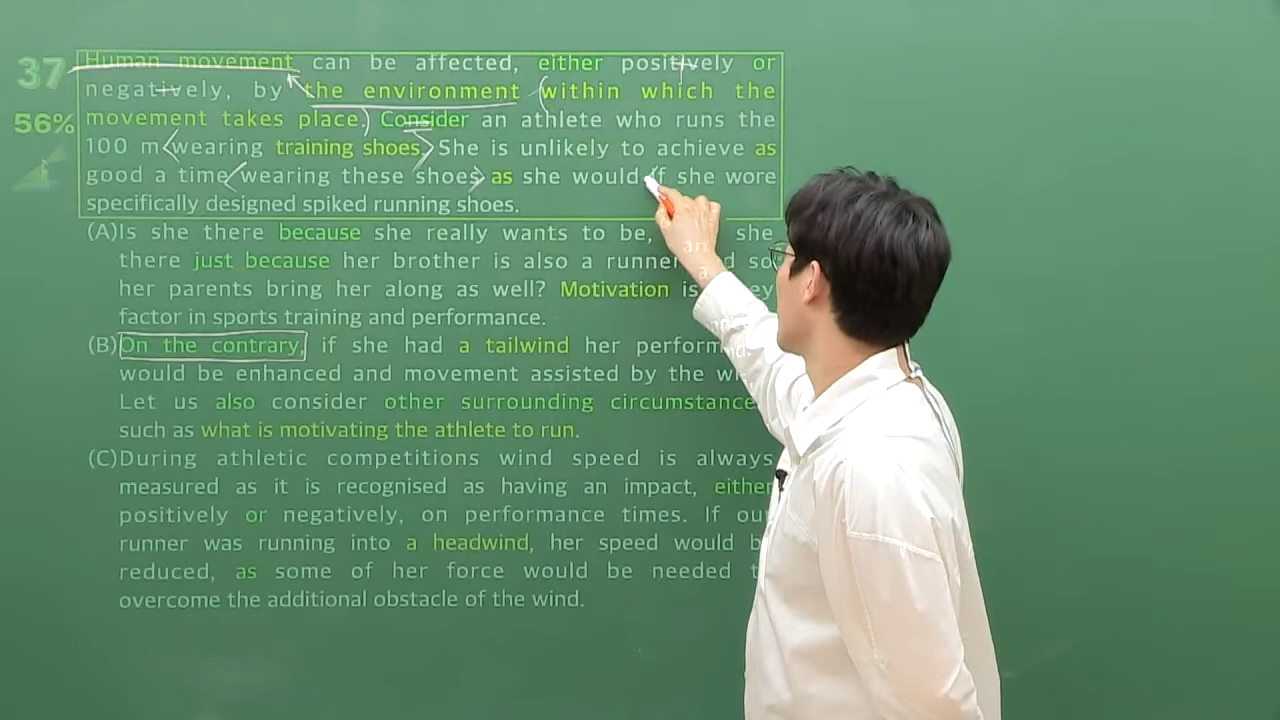 37
56%
Human movement can be affected, either positively or
negatively, by the environment within which the
movement takes place. Consider an athlete who runs the
100 m wearing training shoes. She is unlikely to achieve as
good a time wearing these shoes as she would if she wore
specifically designed spiked running shoes.
(A) Is she there because she really wants to be, she
there just because her brother is also a runner so
her parents bring her along as well? Motivation is
factor in sports training and performance.
(B) On the contrary, if she had a tailwind her
would be enhanced and movement assisted by the
Let us also consider other surrounding
such as what is motivating the athlete to run.
(C) During athletic competitions wind speed is always
measured as it is recognised as having an impact, either
positively or negatively, on performance times. If
runner was running into a headwind, her speed would
reduced, as some of her force would be needed
overcome the additional obstacle of the wind.